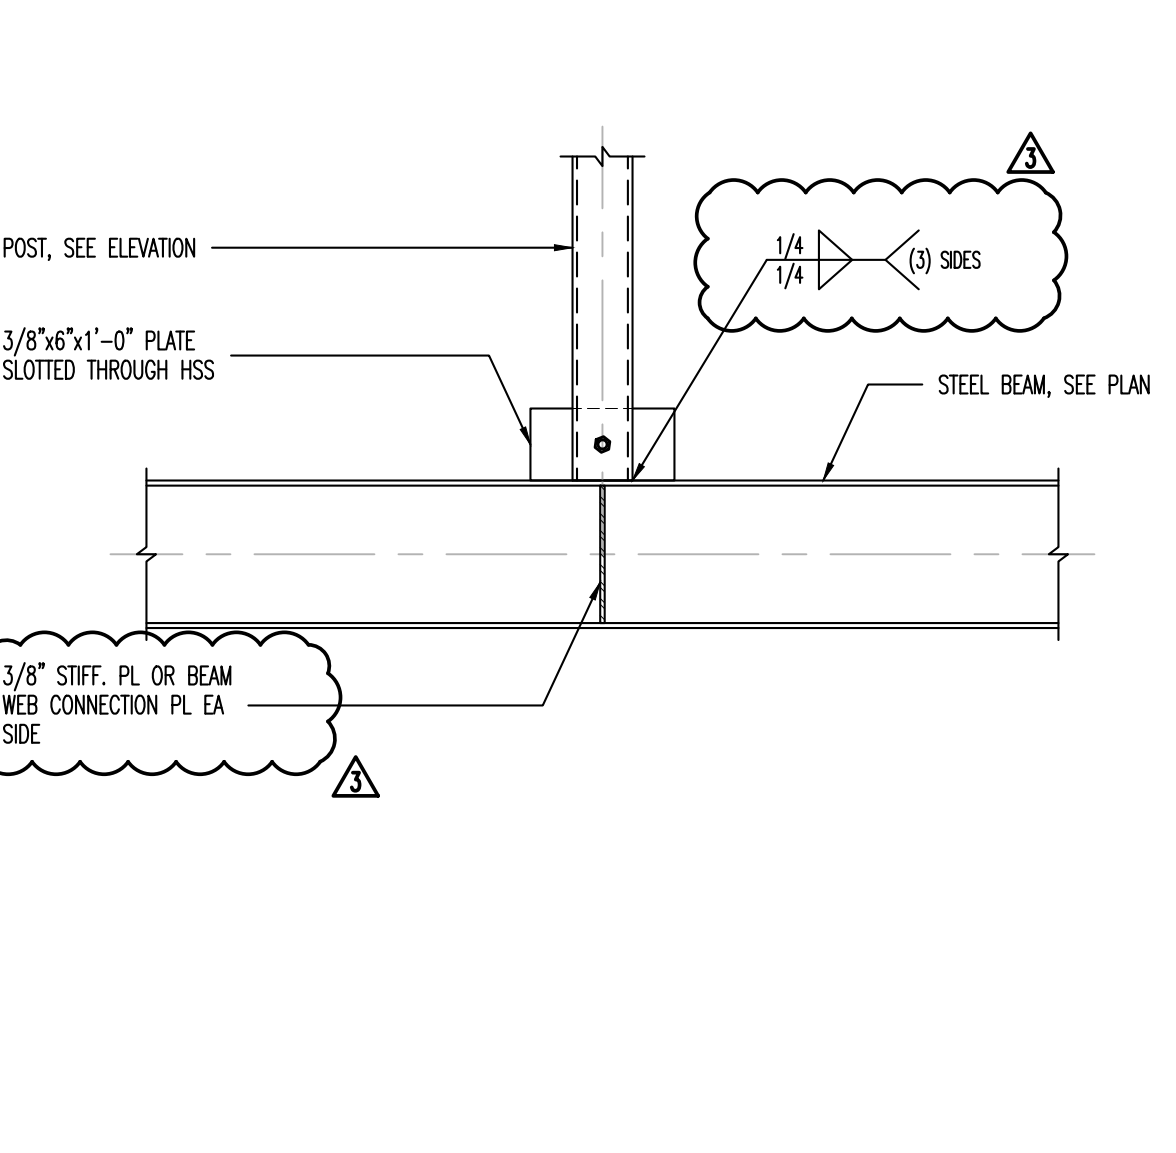 3
POST, SEE ELEVATION
1/4
1/4
(3) SIDES
3/8"x6"x1'-0" PLATE
SLOTTED THROUGH HSS
STEEL BEAM, SEE PLAN
3/8" STIFF. PL OR BEAM
WEB CONNECTION PL EA
SIDE
3